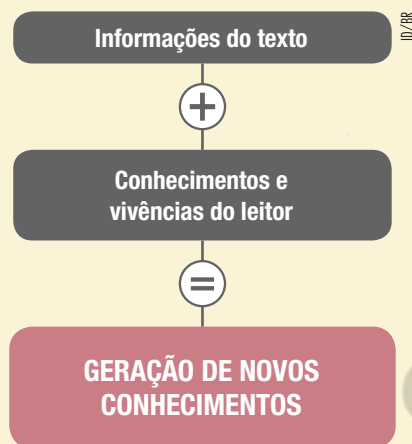 Informações do texto
ID/BR
+
Conhecimentos e
vivências do leitor
=
GERAÇÃO DE NOVOS
CONHECIMENTOS